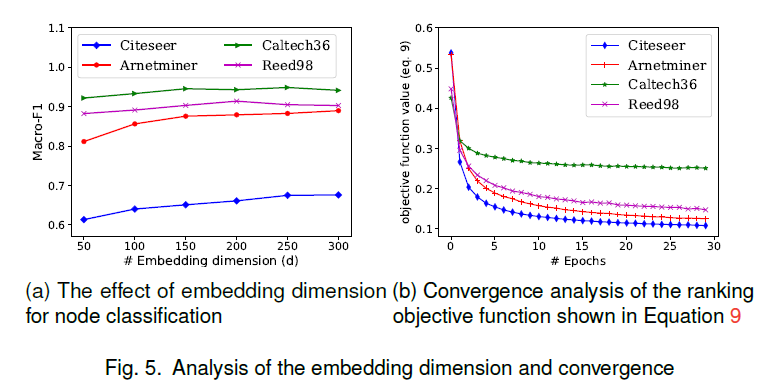 1.1
1.0
0.9
0.8
0.7
0.6
Macro-F1
Citeseer
Arnetminer
Caltech36
Reed98
50 100 150 200 250 300
# Embedding dimension (d)
(a) The effect of embedding dimension
for node classification
0.6
0.5
0.4
0.3
0.2
0.1
objective function value (eq. 9)
Citeseer
Arnetminer
Caltech36
Reed98
0 5 10 15 20 25 30
# Epochs
(b) Convergence analysis of the ranking
objective function shown in Equation 9
Fig. 5. Analysis of the embedding dimension and convergence